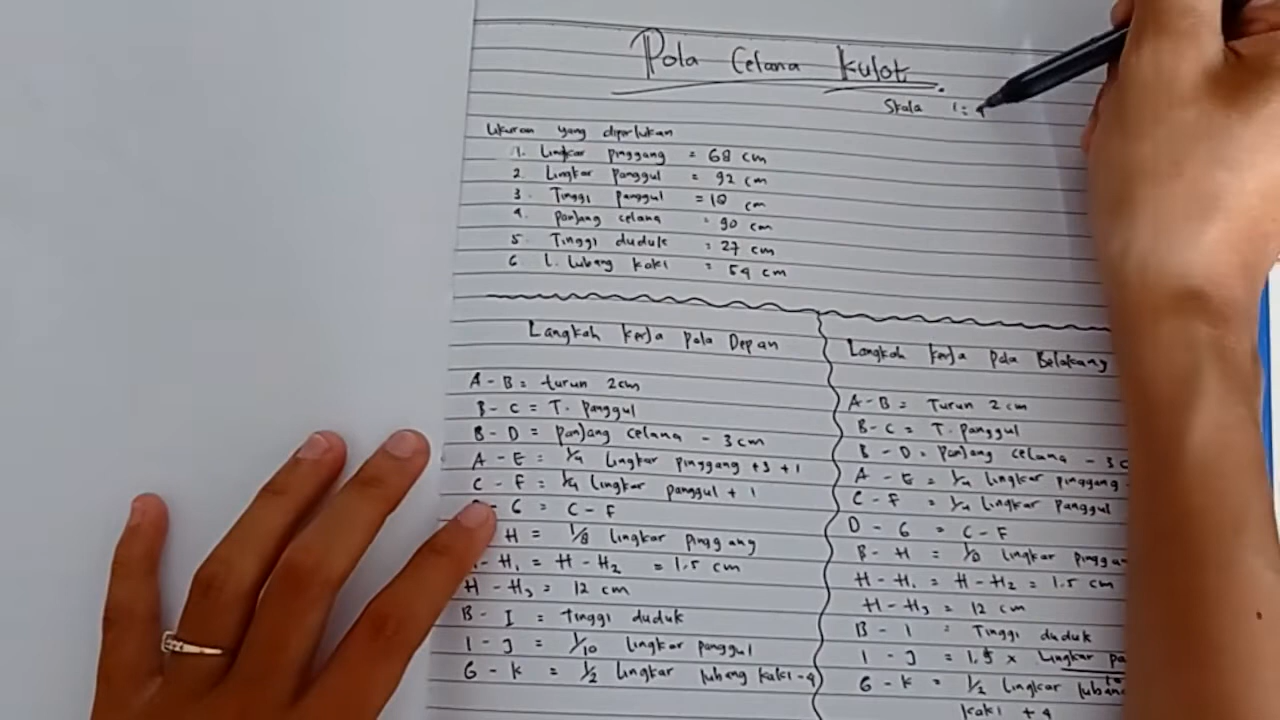 Pola Celana Kulot
Skala 1:4
Ukuran yang diperlukan
1. Lingkar pinggang = 68 cm
2. Lingkar panggul = 92 cm
3. Tinggi panggul = 18 cm
4. panjang celana = 90 cm
5. Tinggi duduk = 27 cm
6 L. Lubang kaki = 54 cm
Langkah kerja pola Depan
A - B = turun 2cm
B - C = T. Panggul
B - D = panjang celana - 3 cm
A - E = 1/4 lingkar pinggang +3 +1
C - F = 1/4 lingkar panggul + 1
- G = C - F
H = 1/8 lingkar pinggang
- H1 = H - H2 = 1.5 cm
H - H3 = 12 cm
B - I = tinggi duduk
I - J = 1/10 lingkar panggul
G - K = 1/2 lingkar lubang kaki - 4
Langkah kerja pola Belakang
A - B = Turun 2 cm
B - C = T. panggul
B - D = panjang celana - 3
A - E = 1/4 lingkar pinggang
C - F = 1/4 lingkar Panggul
D - G = C - F
B - H = 1/8 lingkar
H - H1 = H - H2 = 1.5 cm
H - H3 = 12 cm
B - I = Tinggi duduk
I - J = 1.5 x Lingkar
G - K = 1/2 lingkar
kaki + 4